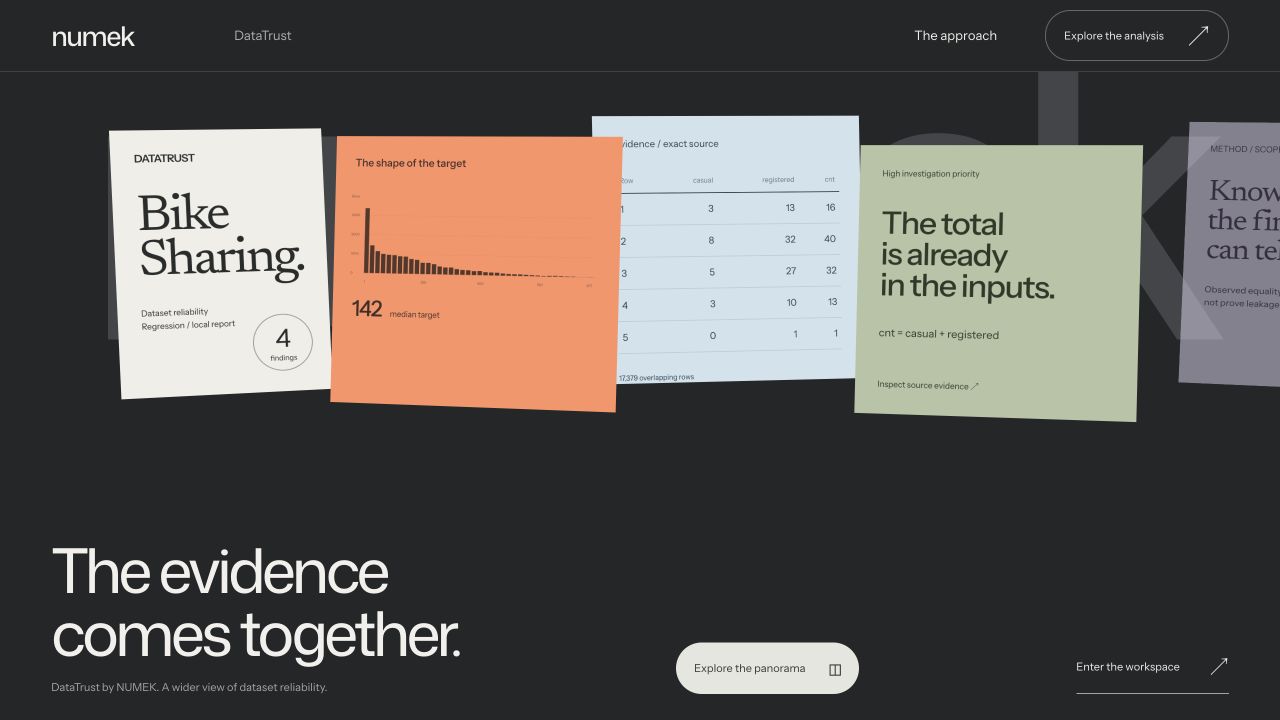 numek
DataTrust
The approach
Explore the analysis
DATATRUST
Bike
Sharing.
Dataset reliability
Regression / local report
4
findings
The shape of the target
142 median target
vidence / exact source
Row casual registered cnt
1 3 13 16
2 8 32 40
3 5 27 32
4 3 10 13
5 0 1 1
17,379 overlapping rows
High investigation priority
The total
is already
in the inputs.
cnt = casual + registered
Inspect source evidence
METHOD / SCOP
Know
the fin
can tel
Observed equality
not prove leakage
The evidence
comes together.
DataTrust by NUMEK. A wider view of dataset reliability.
Explore the panorama
Enter the workspace